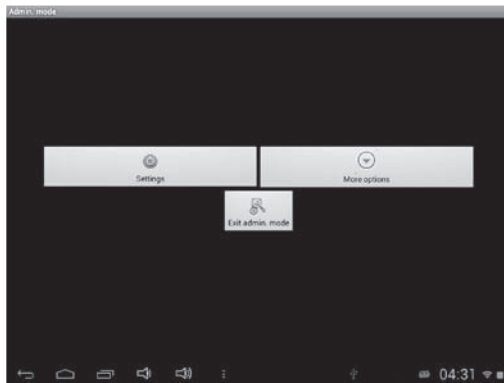 Admin. mode
Settings
More options
Exit admin. mode
04:31